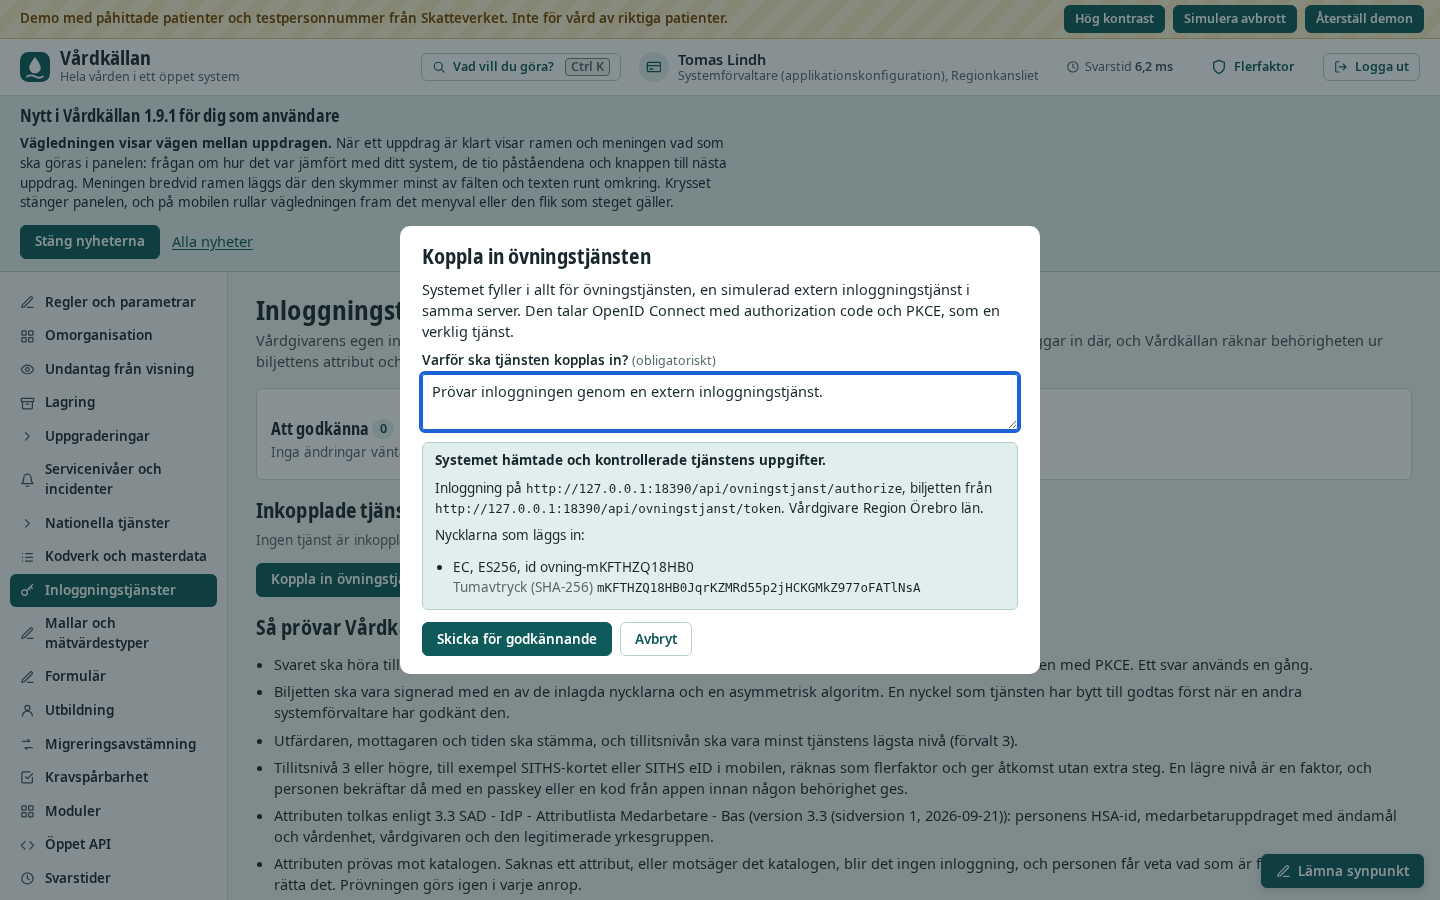 Demo med påhittade patienter och testpersonnummer från Skatteverket. Inte för vård av riktiga patienter.
Hög kontrast
Simulera avbrott
Återställ demon
Vårdkällan
Hela vården i ett öppet system
Vad vill du göra?
Ctrl K
Tomas Lindh
Systemförvaltare (applikationskonfiguration), Regionkansliet
Svarstid 6,2 ms
Flerfaktor
Logga ut
Nytt i Vårdkällan 1.9.1 för dig som användare
Vägledningen visar vägen mellan uppdragen. När ett uppdrag är klart visar ramen och meningen vad som
ska göras i panelen: frågan om hur det var jämfört med ditt system, de tio påståendena och knappen till nästa
uppdrag. Meningen bredvid ramen läggs där den skymmer minst av fälten och texten runt omkring. Krysset
stänger panelen, och på mobilen rullar vägledningen fram det menyval eller den flik som steget gäller.
Stäng nyheterna
Alla nyheter
Regler och parametrar
Omorganisation
Undantag från visning
Lagring
Uppgraderingar
Servicenivåer och
incidenter
Nationella tjänster
Kodverk och masterdata
Inloggningstjänster
Mallar och
mätvärdestyper
Formulär
Utbildning
Migreringsavstämning
Kravspårbarhet
Moduler
Öppet API
Svarstider
Inloggningst
Vårdgivarens egen in
ggar in där, och Vårdkällan räknar behörigheten ur
biljettens attribut och
Att godkänna 0
Inga ändringar vänt
Inkopplade tjäns
Ingen tjänst är inkoppl
Koppla in övningstj
Så prövar Vårdk
Svaret ska höra till
en med PKCE. Ett svar används en gång.
Biljetten ska vara signerad med en av de inlagda nycklarna och en asymmetrisk algoritm. En nyckel som tjänsten har bytt till godtas först när en andra
systemförvaltare har godkänt den.
Utfärdaren, mottagaren och tiden ska stämma, och tillitsnivån ska vara minst tjänstens lägsta nivå (förvalt 3).
Tillitsnivå 3 eller högre, till exempel SITHS-kortet eller SITHS eID i mobilen, räknas som flerfaktor och ger åtkomst utan extra steg. En lägre nivå är en faktor, och
personen bekräftar då med en passkey eller en kod från appen innan någon behörighet ges.
Attributen tolkas enligt 3.3 SAD - IdP - Attributlista Medarbetare - Bas (version 3.3 (sidversion 1, 2026-09-21)): personens HSA-id, medarbetaruppdraget med ändamål
och vårdenhet, vårdgivaren och den legitimerade yrkesgruppen.
Attributen prövas mot katalogen. Saknas ett attribut, eller motsäger det katalogen, blir det ingen inloggning, och personen får veta vad som är f
rätta det. Prövningen görs igen i varje anrop.
Koppla in övningstjänsten
Systemet fyller i allt för övningstjänsten, en simulerad extern inloggningstjänst i
samma server. Den talar OpenID Connect med authorization code och PKCE, som en
verklig tjänst.
Varför ska tjänsten kopplas in? (obligatoriskt)
Prövar inloggningen genom en extern inloggningstjänst.
Systemet hämtade och kontrollerade tjänstens uppgifter.
Inloggning på http://127.0.0.1:18390/api/ovningstjanst/authorize, biljetten från
http://127.0.0.1:18390/api/ovningstjanst/token. Vårdgivare Region Örebro län.
Nycklarna som läggs in:
EC, ES256, id ovning-mKFTHZQ18HB0
Tumavtryck (SHA-256) mKFTHZQ18HB0JqrKZMRd55p2jHCKGMkZ977oFATlNsA
Skicka för godkännande
Avbryt
Lämna synpunkt